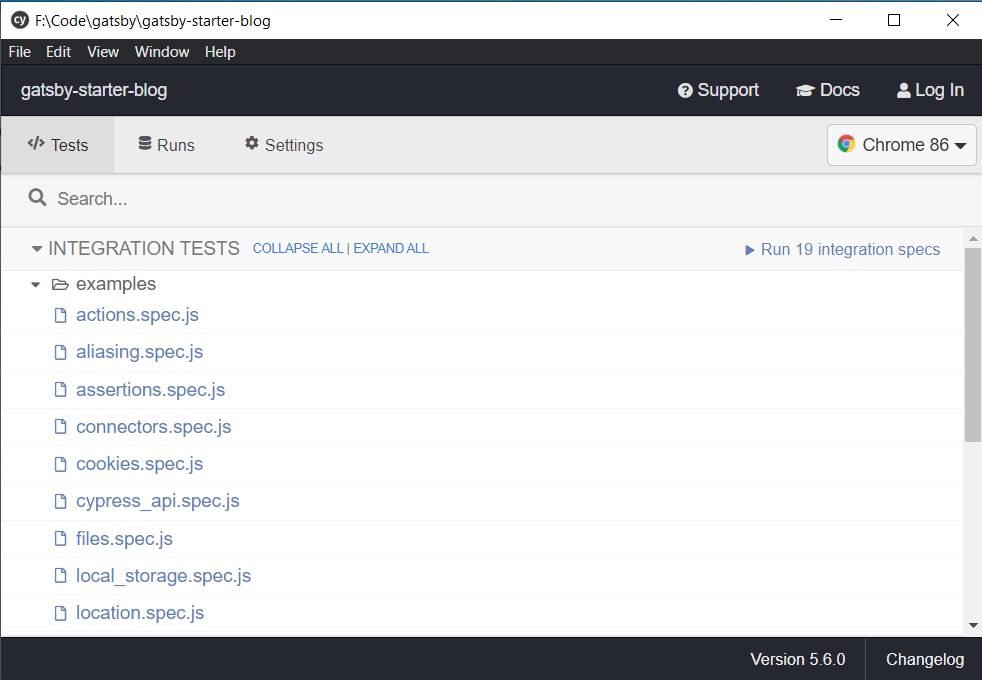 cy F:\Code\gatsby\gatsby-starter-blog
File Edit View Window Help
gatsby-starter-blog ? Support Docs Log In
</> Tests Runs Settings Chrome 86
Search...
INTEGRATION TESTS COLLAPSE ALL | EXPAND ALL Run 19 integration specs
examples
actions.spec.js
aliasing.spec.js
assertions.spec.js
connectors.spec.js
cookies.spec.js
cypress_api.spec.js
files.spec.js
local_storage.spec.js
location.spec.js
Version 5.6.0 Changelog